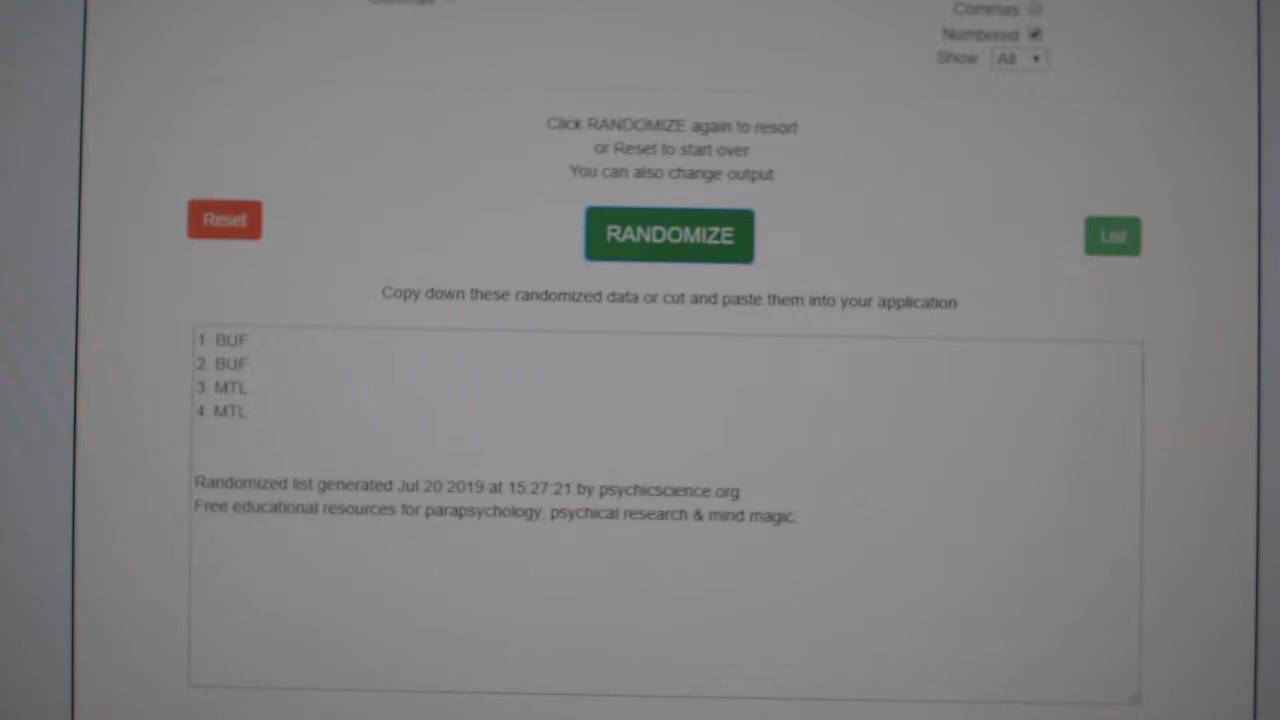 Commas
Numbered
Show All
Click RANDOMIZE again to resort
or Reset to start over
You can also change output
Reset
RANDOMIZE
List
Copy down these randomized data or cut and paste them into your application
1. BUF
2. BUF
3. MTL
4. MTL
Randomized list generated Jul 20 2019 at 15:27:21 by psychicscience.org
Free educational resources for parapsychology, psychical research & mind magic.